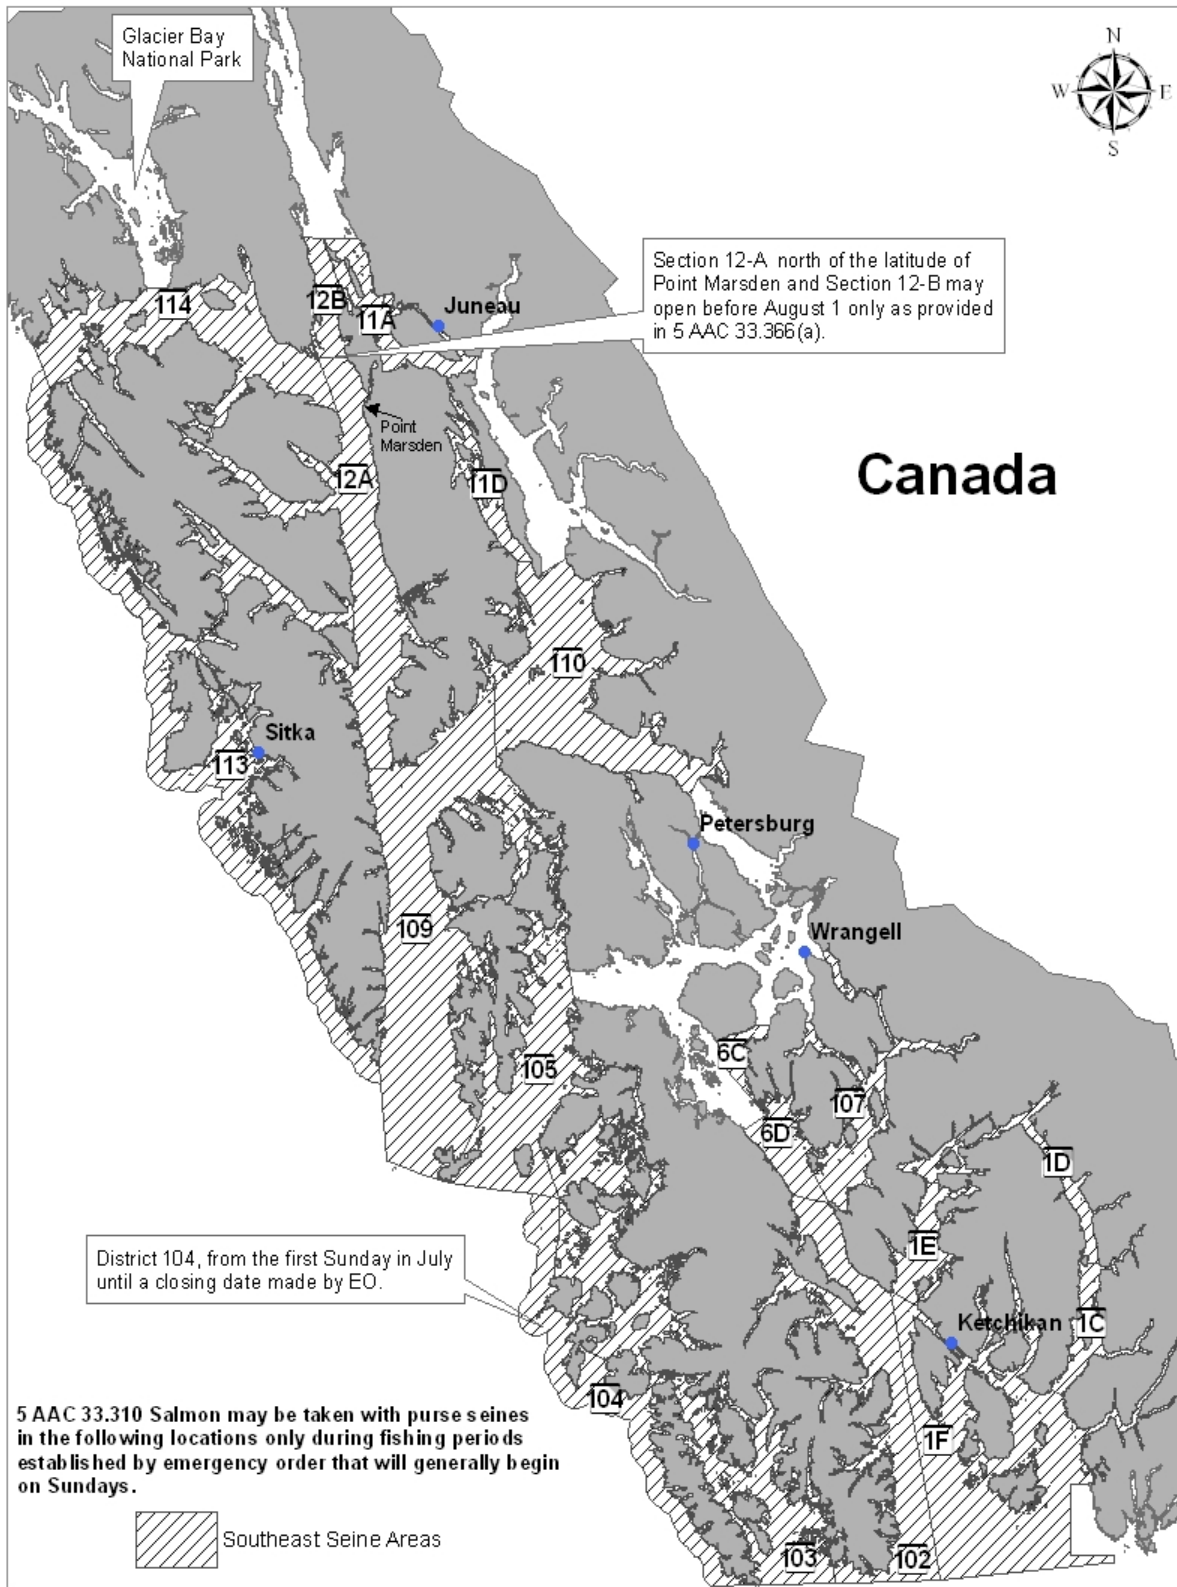 Glacier Bay
National Park
N
W E
S
Section 12-A north of the latitude of
Point Marsden and Section 12-B may
open before August 1 only as provided
in 5 AAC 33.366(a).
114
12B
11A
Juneau
Point
Marsden
Canada
12A
11D
110
Sitka
113
Petersburg
109
Wrangell
6C
105
107
6D
1D
1E
District 104, from the first Sunday in July
until a closing date made by EO.
Ketchikan
1C
104
5 AAC 33.310 Salmon may be taken with purse seines
in the following locations only during fishing periods
established by emergency order that will generally begin
on Sundays.
1F
Southeast Seine Areas
103
102